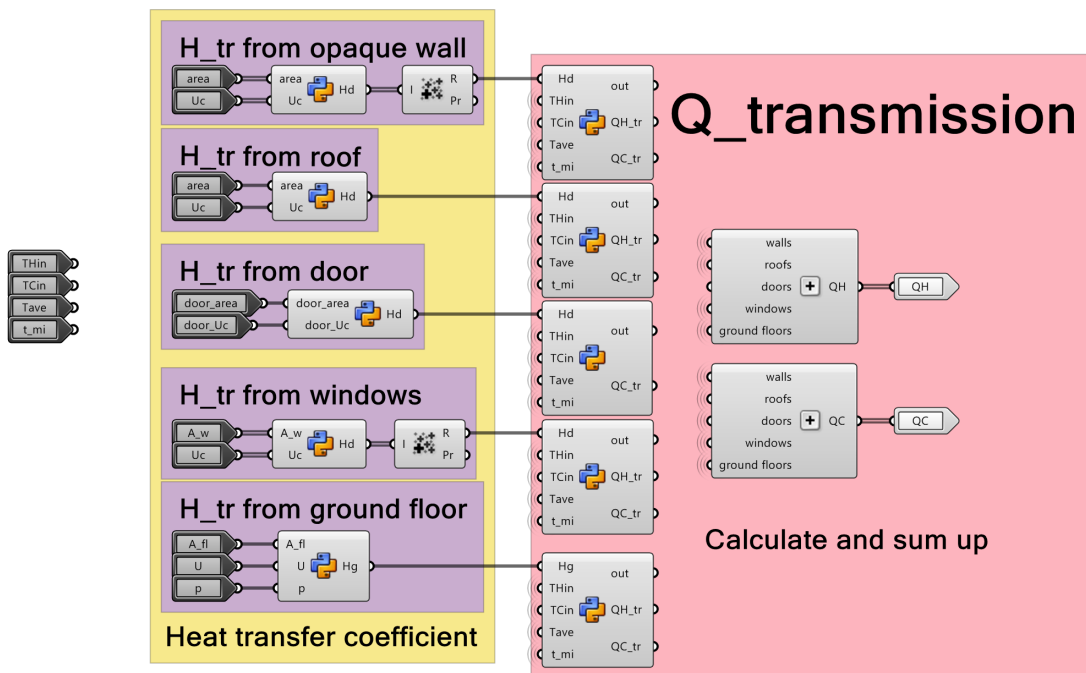 H_tr from opaque wall
area
Uc
area
Uc
Hd
I
R
Pr
H_tr from roof
area
Uc
area
Uc
Hd
H_tr from door
door_area
door_Uc
door_area
door_Uc
Hd
H_tr from windows
A_w
Uc
A_w
Uc
Hd
I
R
Pr
H_tr from ground floor
A_fl
U
p
A_fl
U
p
Hg
Heat transfer coefficient
THin
TCin
Tave
t_mi
Hd
THin
TCin
Tave
t_mi
out
QH_tr
QC_tr
Hd
THin
TCin
Tave
t_mi
out
QH_tr
QC_tr
Hd
THin
TCin
Tave
t_mi
out
QC_tr
Hd
THin
TCin
Tave
t_mi
out
QH_tr
QC_tr
Hg
THin
TCin
Tave
t_mi
out
QH_tr
QC_tr
Q_transmission
walls
roofs
doors
windows
ground floors
QH
QH
walls
roofs
doors
windows
ground floors
QC
QC
Calculate and sum up